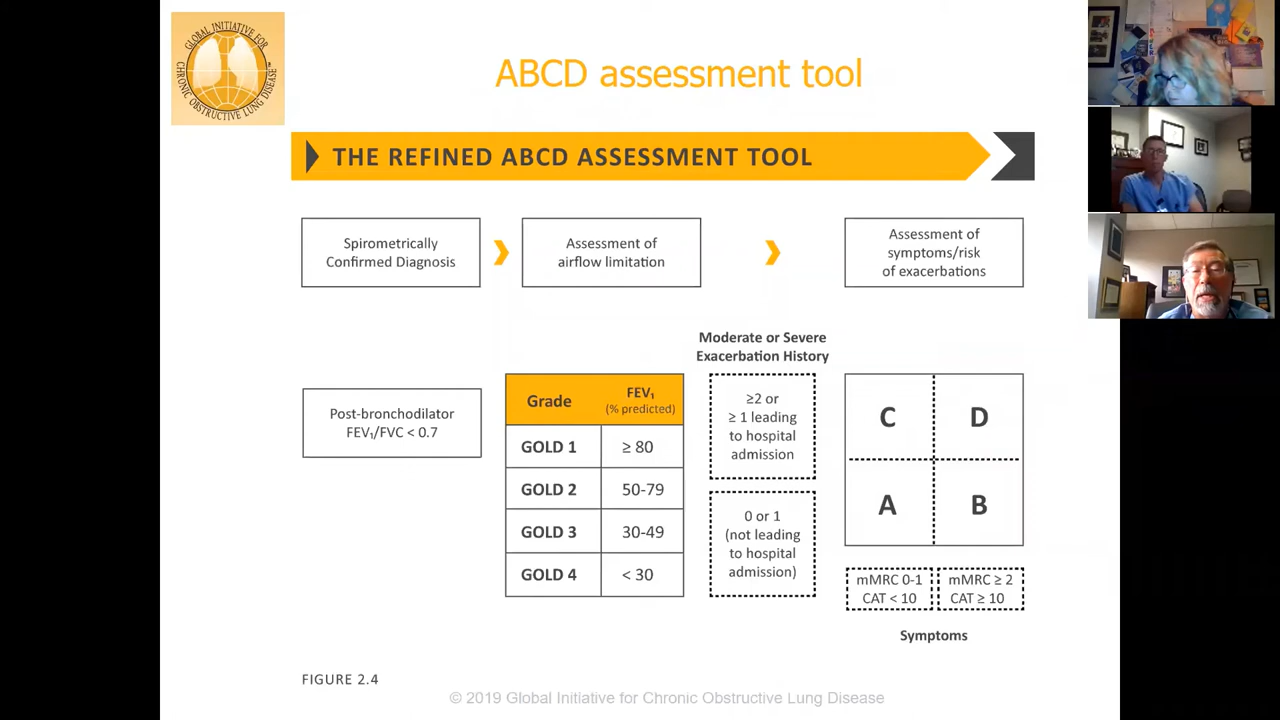 GLOBAL INITIATIVE FOR
CHRONIC OBSTRUCTIVE LUNG DISEASE
ABCD assessment tool
THE REFINED ABCD ASSESSMENT TOOL
Spirometrically
Confirmed Diagnosis
Assessment of
airflow limitation
Assessment of
symptoms/risk
of exacerbations
Post-bronchodilator
FEV₁/FVC < 0.7
Grade
FEV₁
(% predicted)
GOLD 1
≥ 80
GOLD 2
50-79
GOLD 3
30-49
GOLD 4
< 30
Moderate or Severe
Exacerbation History
≥2 or
≥ 1 leading
to hospital
admission
0 or 1
(not leading
to hospital
admission)
C
D
A
B
mMRC 0-1
CAT < 10
mMRC ≥ 2
CAT ≥ 10
Symptoms
FIGURE 2.4
© 2019 Global Initiative for Chronic Obstructive Lung Disease